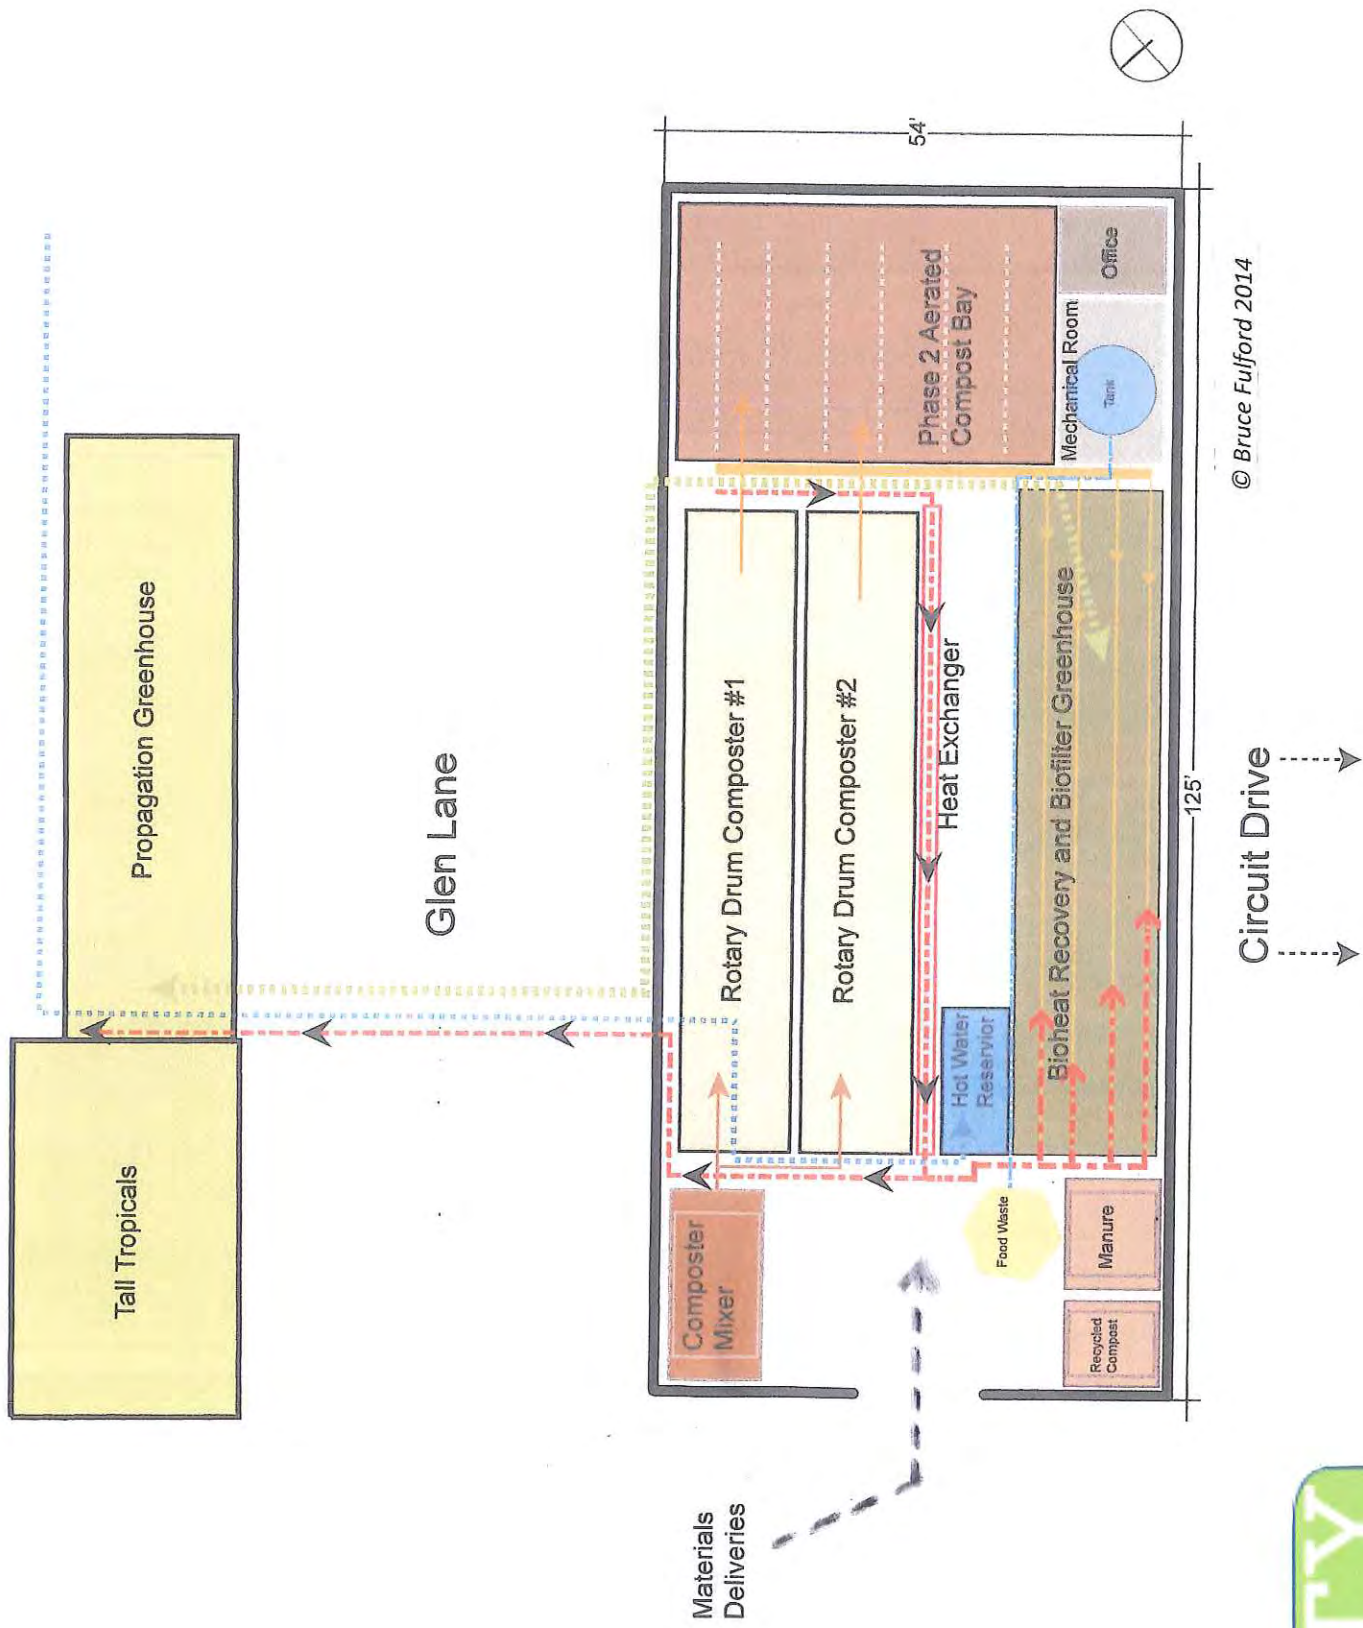 Tall Tropicals
Propagation Greenhouse
Glen Lane
Materials
Deliveries
Composter
Mixer
Rotary Drum Composter #1
Rotary Drum Composter #2
Phase 2 Aerated
Compost Bay
54'
Heat Exchanger
Hot Water
Reservior
Food Waste
Mechanical Room
Tank
Office
Recycled
Compost
Manure
Bioheat Recovery and Biofilter Greenhouse
125'
Circuit Drive
© Bruce Fulford 2014
TY